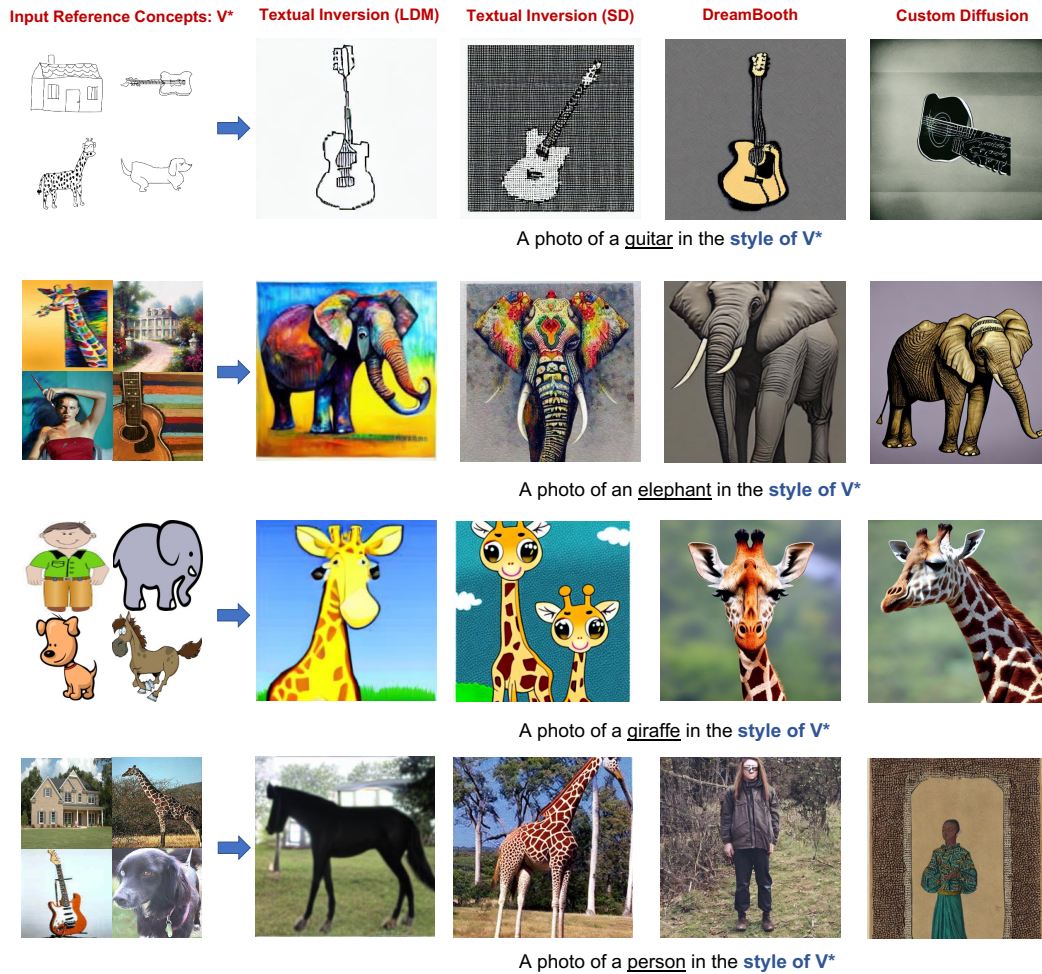 Input Reference Concepts: V*
Textual Inversion (LDM)
Textual Inversion (SD)
DreamBooth
Custom Diffusion
A photo of a guitar in the style of V*
A photo of an elephant in the style of V*
A photo of a giraffe in the style of V*
A photo of a person in the style of V*